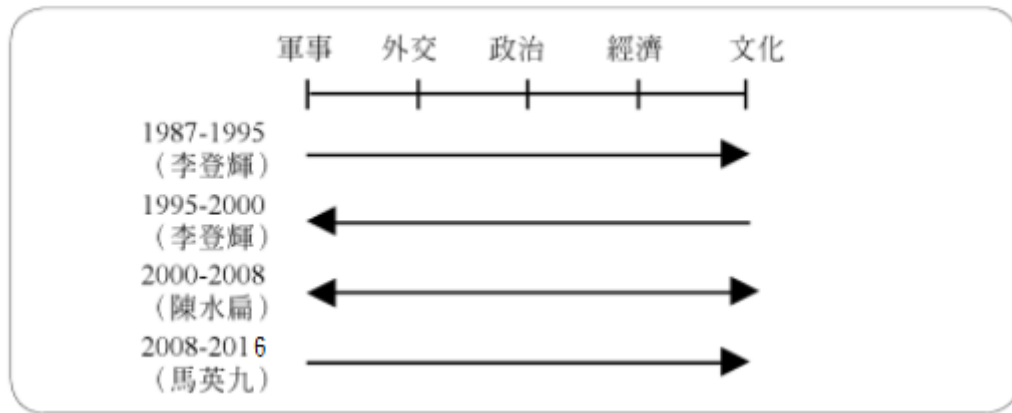 軍事 外交 政治 經濟 文化
1987-1995
（李登輝）
1995-2000
（李登輝）
2000-2008
（陳水扁）
2008-2016
（馬英九）